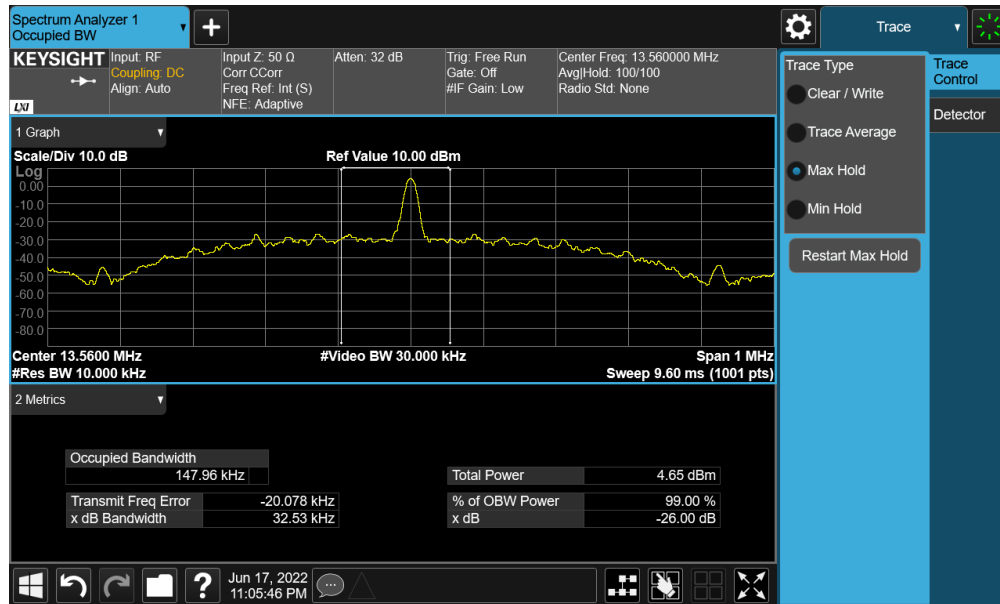 Spectrum Analyzer 1
Occupied BW
Trace
KEYSIGHT
LXI
Input: RF
Coupling: DC
Align: Auto
Input Z: 50 Ω
Corr CCorr
Freq Ref: Int (S)
NFE: Adaptive
Atten: 32 dB
Trig: Free Run
Gate: Off
#IF Gain: Low
Center Freq: 13.560000 MHz
Avg|Hold: 100/100
Radio Std: None
1 Graph
Scale/Div 10.0 dB
Ref Value 10.00 dBm
Log
0.00
-10.0
-20.0
-30.0
-40.0
-50.0
-60.0
-70.0
-80.0
Center 13.5600 MHz
#Video BW 30.000 kHz
Span 1 MHz
#Res BW 10.000 kHz
Sweep 9.60 ms (1001 pts)
2 Metrics
Occupied Bandwidth
147.96 kHz
Total Power 4.65 dBm
Transmit Freq Error -20.078 kHz
% of OBW Power 99.00 %
x dB Bandwidth 32.53 kHz
x dB -26.00 dB
Trace Type
Clear / Write
Trace Average
Max Hold
Min Hold
Restart Max Hold
Trace
Control
Detector
?
Jun 17, 2022
11:05:46 PM